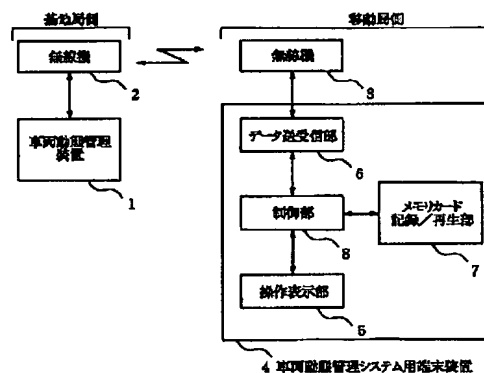 基地局側
無線機
2
車両動態管理
装置
1
移動局側
無線機
3
データ送受信部
6
制御部
8
メモリカード
記録/再生部
7
操作表示部
5
4 車両動態管理システム用端末装置